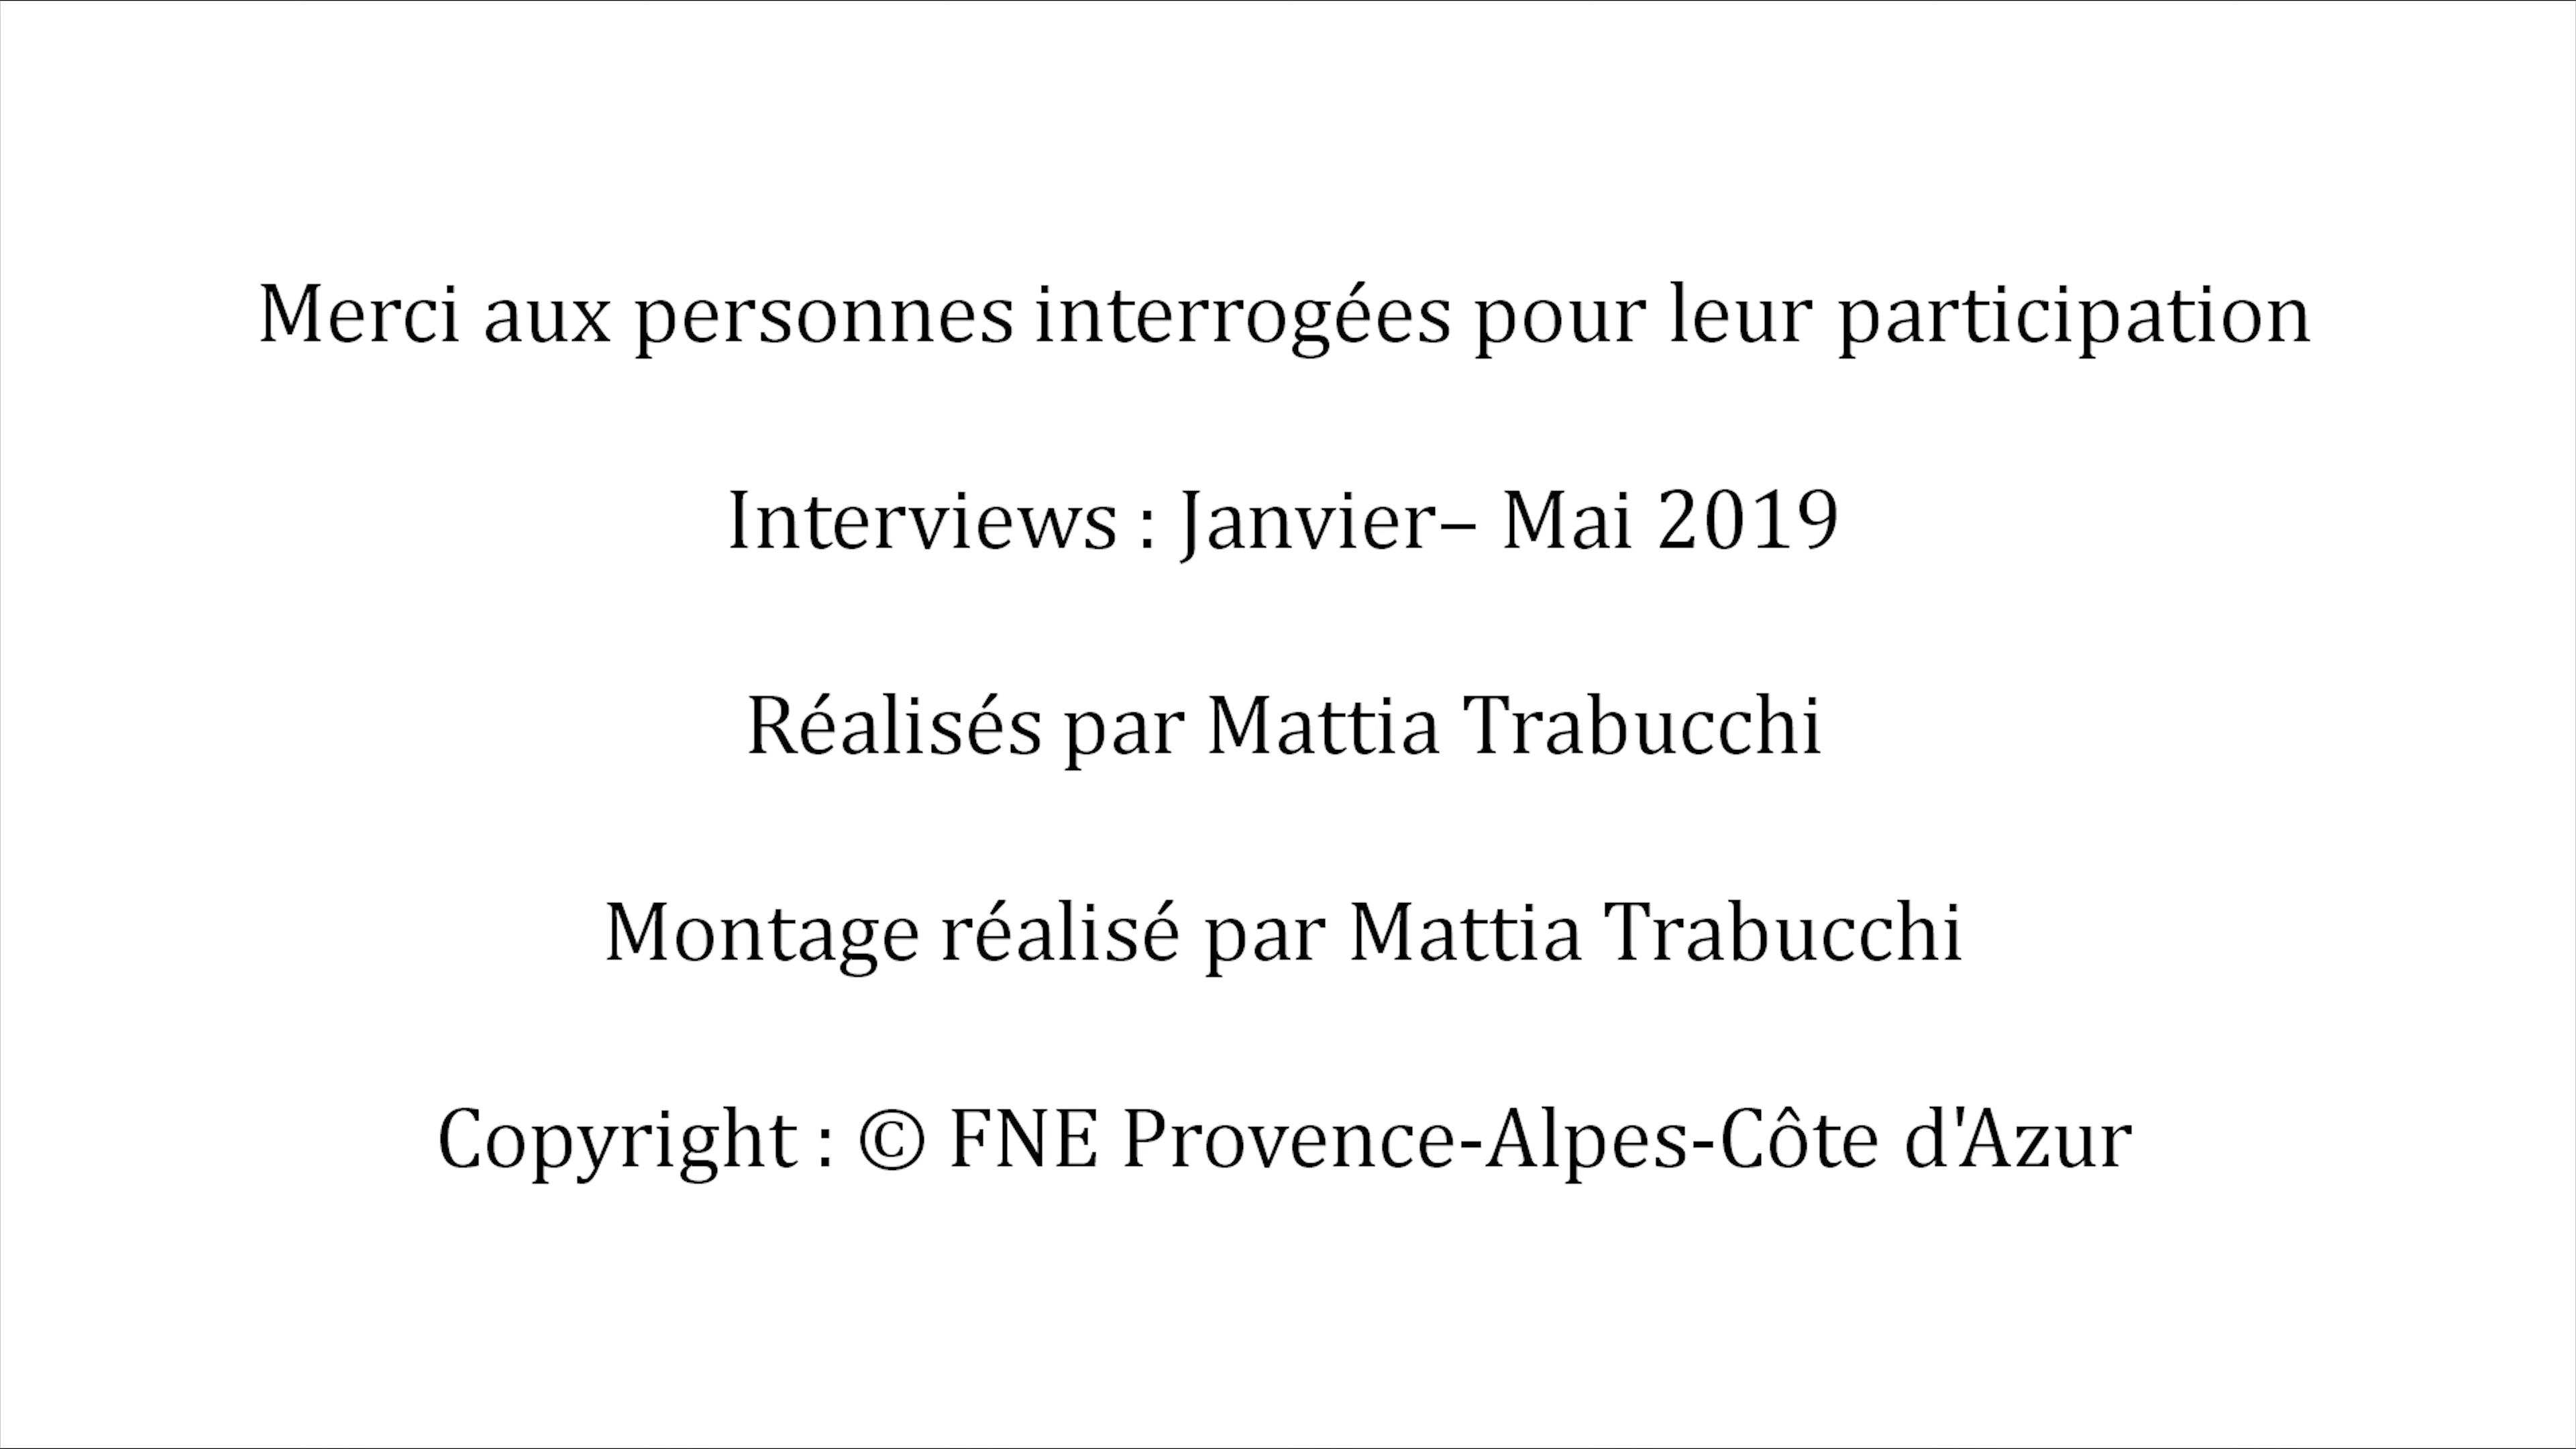 Merci aux personnes interrogées pour leur participation
Interviews : Janvier– Mai 2019
Réalisés par Mattia Trabucchi
Montage réalisé par Mattia Trabucchi
Copyright : © FNE Provence-Alpes-Côte d'Azur